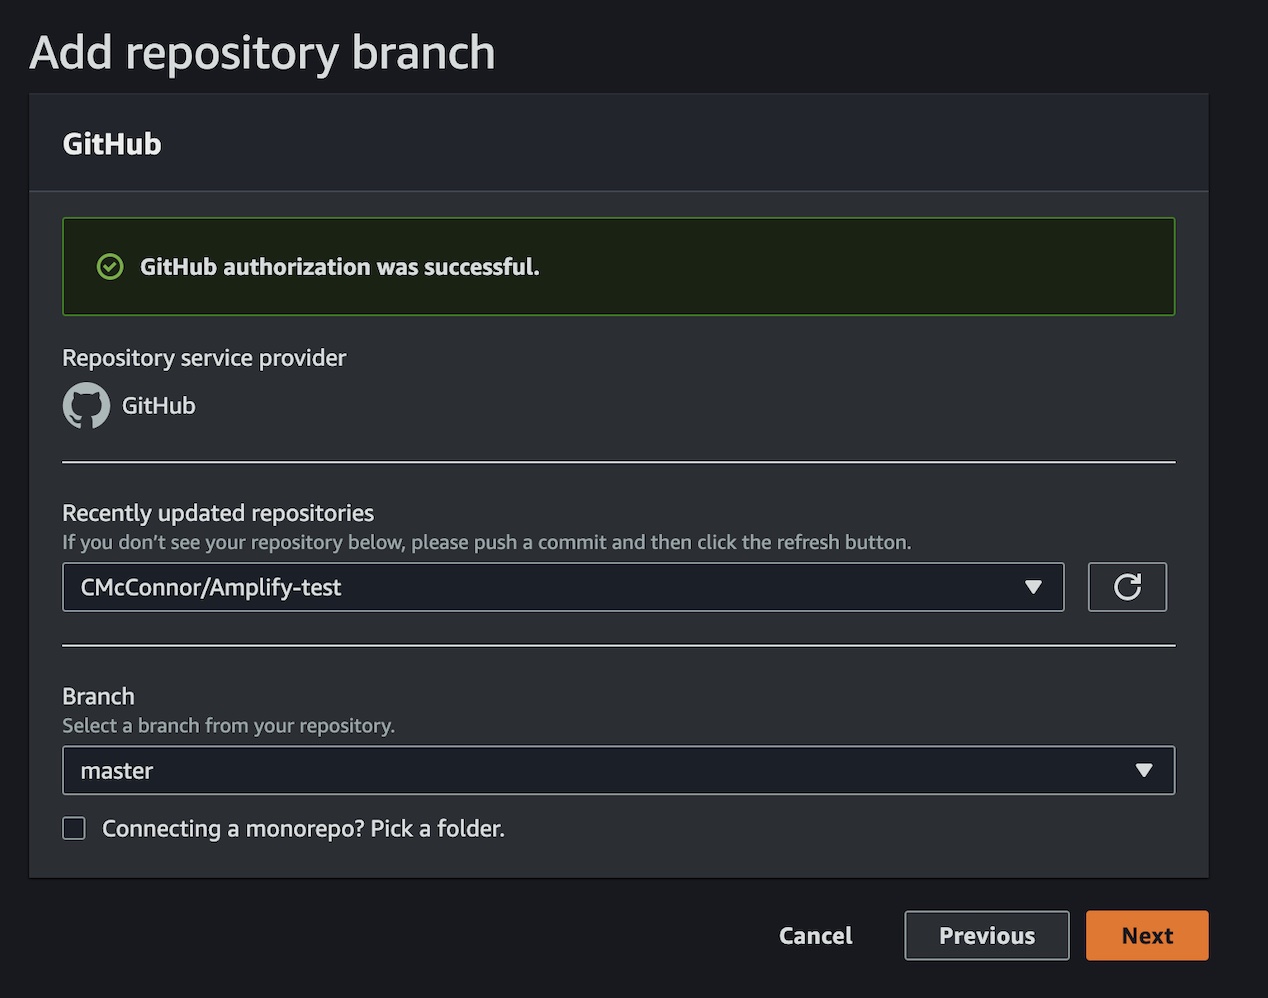 Add repository branch
GitHub
GitHub authorization was successful.
Repository service provider
GitHub
Recently updated repositories
If you don’t see your repository below, please push a commit and then click the refresh button.
CMcConnor/Amplify-test
Branch
Select a branch from your repository.
master
Connecting a monorepo? Pick a folder.
Cancel Previous Next